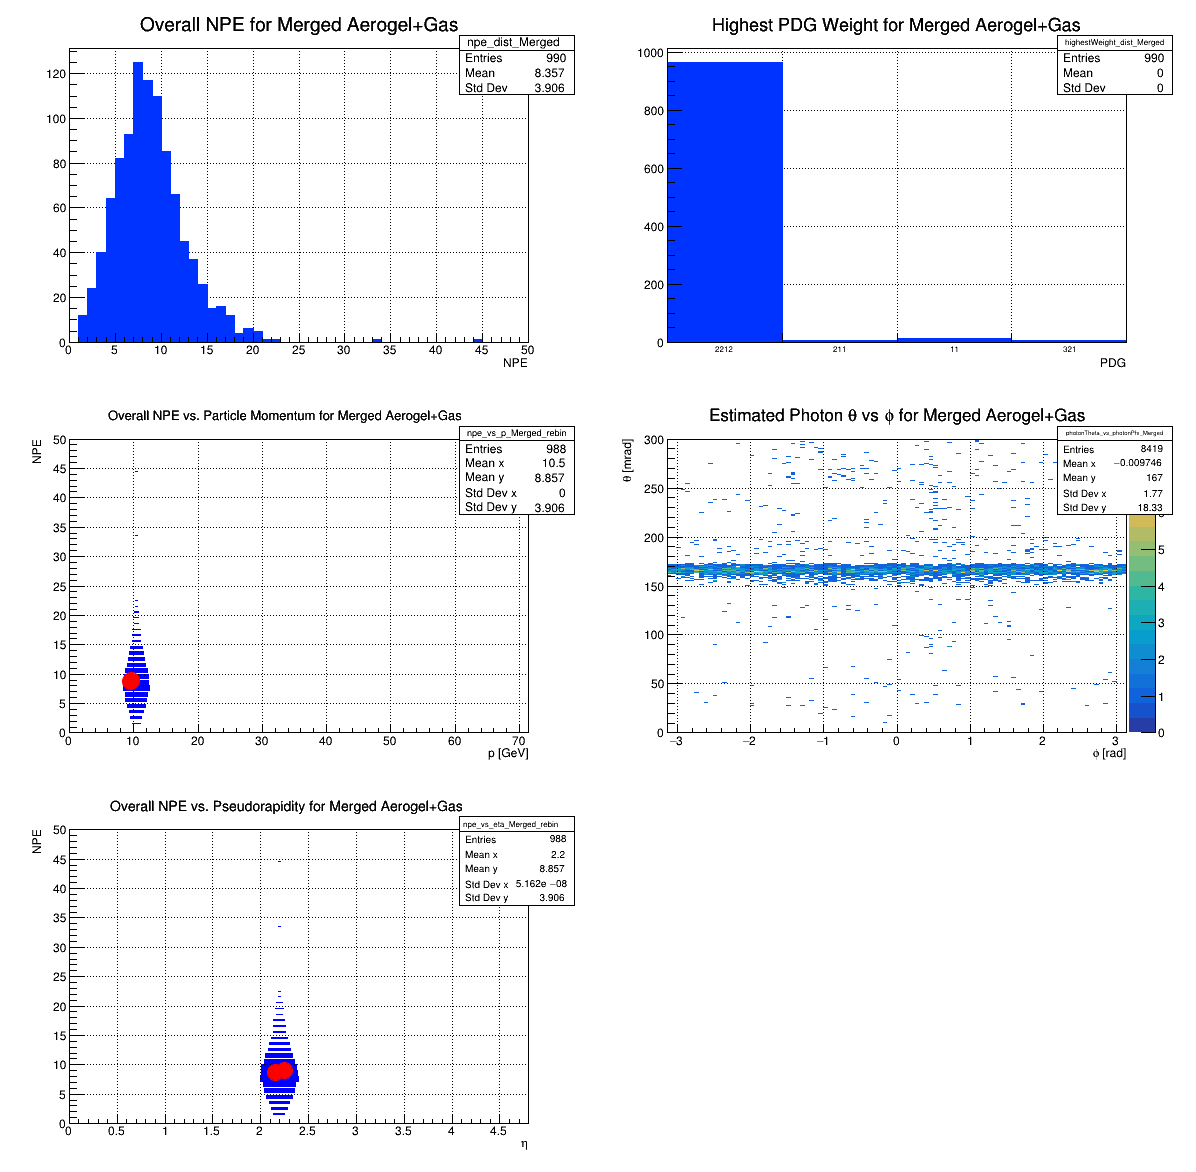 Overall NPE for Merged Aerogel+Gas
npe_dist_Merged
Entries 990
Mean 8.357
Std Dev 3.906
120
100
80
60
40
20
0
0 5 10 15 20 25 30 35 40 45 50
NPE
Highest PDG Weight for Merged Aerogel+Gas
highestWeight_dist_Merged
Entries 990
Mean 0
Std Dev 0
1000
800
600
400
200
0
2212 211 11 321
PDG
Overall NPE vs. Particle Momentum for Merged Aerogel+Gas
npe_vs_p_Merged_rebin
Entries 988
Mean x 10.5
Mean y 8.857
Std Dev x 0
Std Dev y 3.906
NPE
50
45
40
35
30
25
20
15
10
5
0
0 10 20 30 40 50 60 70
p [GeV]
Estimated Photon θ vs ϕ for Merged Aerogel+Gas
photonTheta_vs_photonPhi_Merged
Entries 8419
Mean x −0.009746
Mean y 167
Std Dev x 1.77
Std Dev y 18.33
θ [mrad]
300
250
200
150
100
50
0
−3 −2 −1 0 1 2 3
ϕ [rad]
5
4
3
2
1
0
Overall NPE vs. Pseudorapidity for Merged Aerogel+Gas
npe_vs_eta_Merged_rebin
Entries 988
Mean x 2.2
Mean y 8.857
Std Dev x 5.162e −08
Std Dev y 3.906
NPE
50
45
40
35
30
25
20
15
10
5
0
0 0.5 1 1.5 2 2.5 3 3.5 4 4.5
η